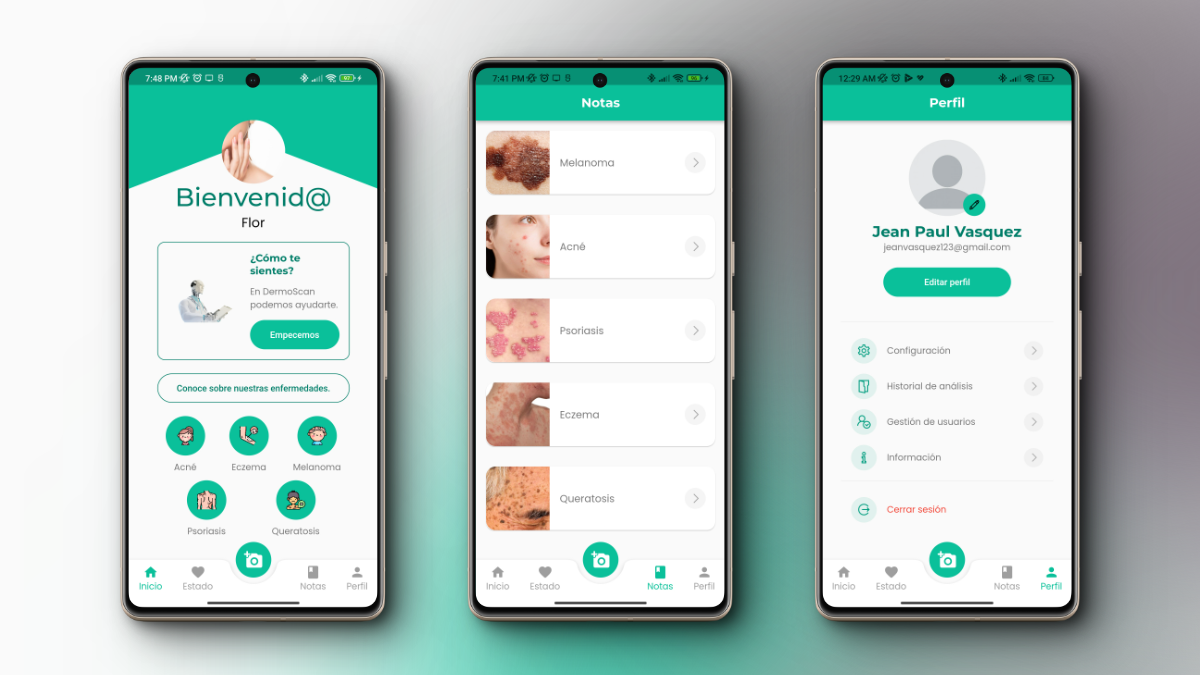 7:48 PM
97
Bienvenid@
Flor
¿Cómo te
sientes?
En DermoScan
podemos ayudarte.
Empecemos
Conoce sobre nuestras enfermedades.
Acné Eczema Melanoma
Psoriasis Queratosis
Inicio Estado Notas Perfil
7:41 PM
Notas
Melanoma
Acné
Psoriasis
Eczema
Queratosis
Inicio Estado Notas Perfil
12:29 AM
Perfil
Jean Paul Vasquez
jeanvasquez123@gmail.com
Editar perfil
Configuración
Historial de análisis
Gestión de usuarios
Información
Cerrar sesión
Inicio Estado Notas Perfil